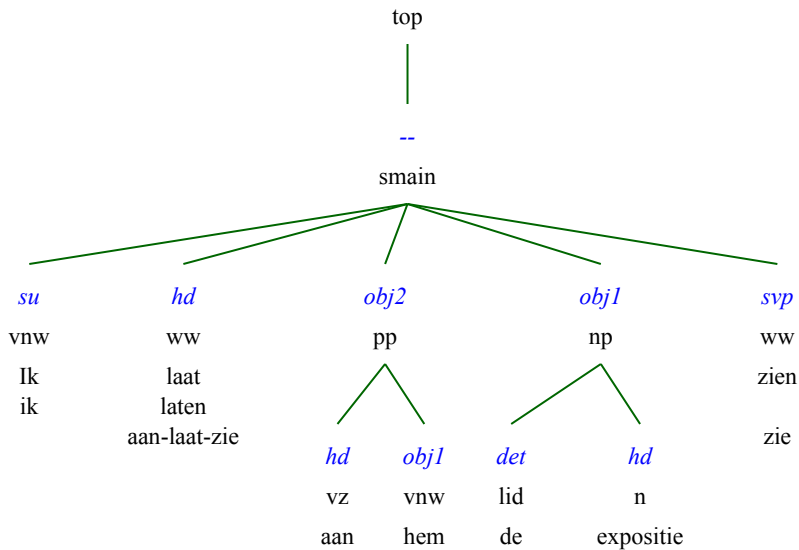 top
--
smain
su hd obj2 obj1 svp
vnw ww pp np ww
Ik laat zien
ik laten
aan-laat-zie zie
hd obj1 det hd
vz vnw lid n
aan hem de expositie